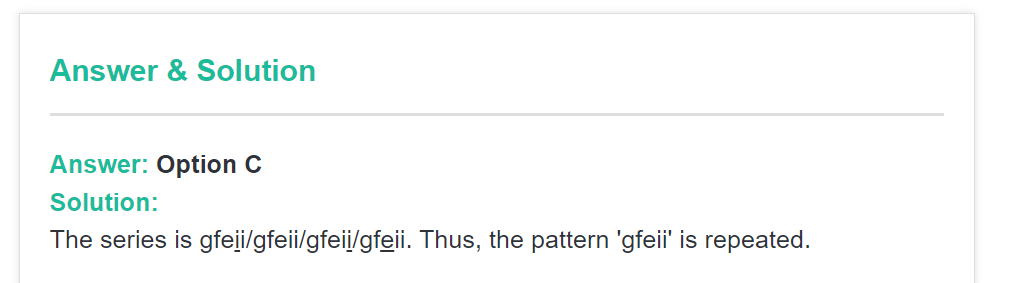 Answer & Solution
Answer: Option C
Solution:
The series is gfeii/gfeii/gfeii/gfeii. Thus, the pattern 'gfeii' is repeated.